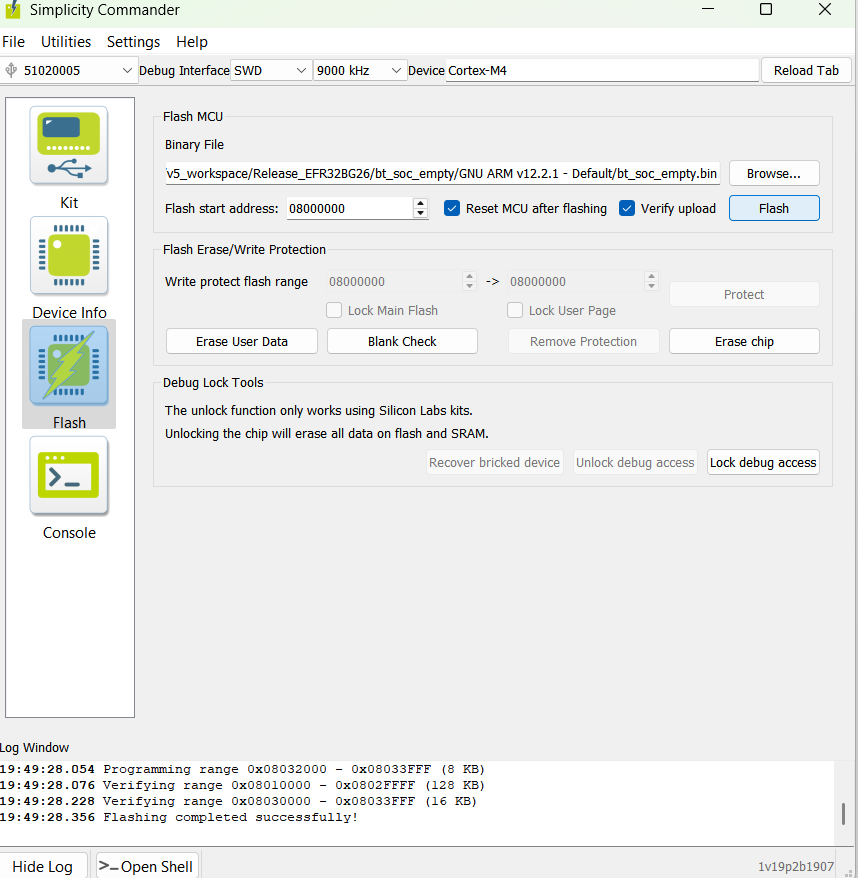 Simplicity Commander
File Utilities Settings Help
51020005 Debug Interface SWD 9000 kHz Device Cortex-M4 Reload Tab
Kit
Device Info
Flash
Console
Flash MCU
Binary File
v5_workspace/Release_EFR32BG26/bt_soc_empty/GNU ARM v12.2.1 - Default/bt_soc_empty.bin Browse...
Flash start address: 08000000 Reset MCU after flashing Verify upload Flash
Flash Erase/Write Protection
Write protect flash range 08000000 -> 08000000 Protect
Lock Main Flash Lock User Page
Erase User Data Blank Check Remove Protection Erase chip
Debug Lock Tools
The unlock function only works using Silicon Labs kits.
Unlocking the chip will erase all data on flash and SRAM.
Recover bricked device Unlock debug access Lock debug access
Log Window
19:49:28.054 Programming range 0x08032000 - 0x08033FFF (8 KB)
19:49:28.076 Verifying range 0x08010000 - 0x0802FFFF (128 KB)
19:49:28.228 Verifying range 0x08030000 - 0x08033FFF (16 KB)
19:49:28.356 Flashing completed successfully!
Hide Log >_Open Shell 1v19p2b1907